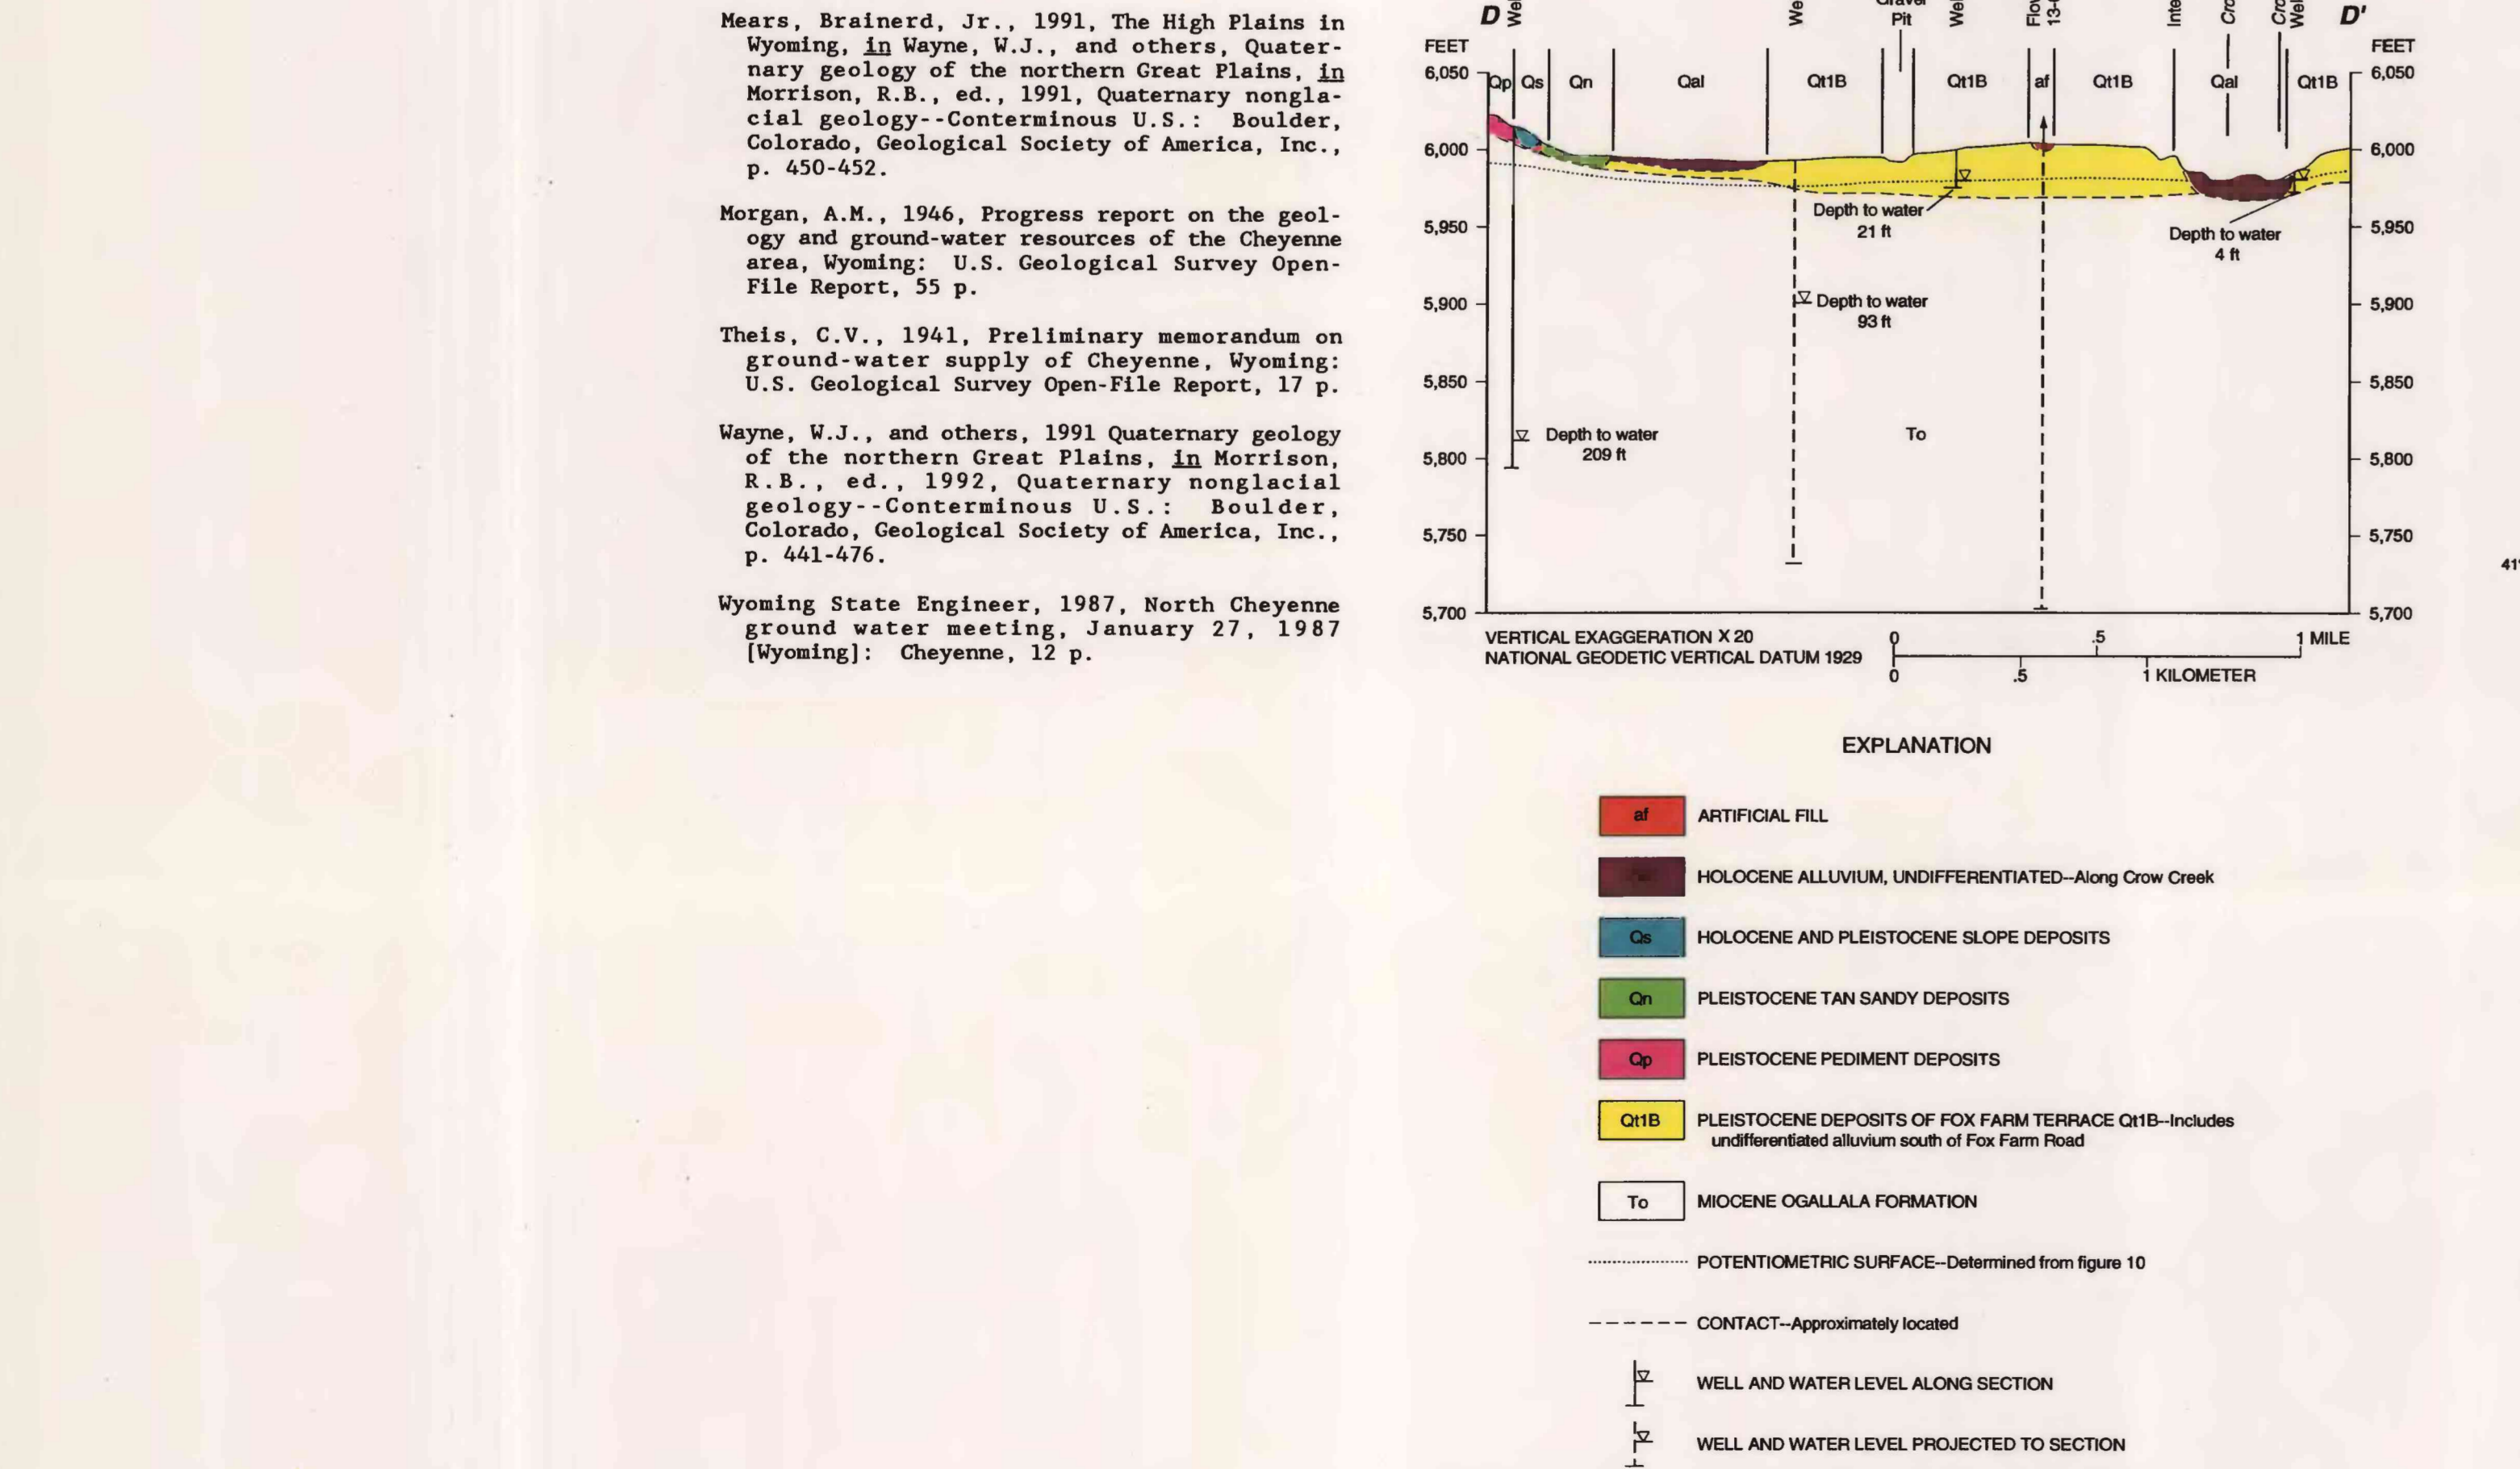 Mears, Brainerd, Jr., 1991, The High Plains in
Wyoming, in Wayne, W.J., and others, Quater-
nary geology of the northern Great Plains, in
Morrison, R.B., ed., 1991, Quaternary nongla-
cial geology--Conterminous U.S.: Boulder,
Colorado, Geological Society of America, Inc.,
p. 450-452.
Morgan, A.M., 1946, Progress report on the geol-
ogy and ground-water resources of the Cheyenne
area, Wyoming: U.S. Geological Survey Open-
File Report, 55 p.
Theis, C.V., 1941, Preliminary memorandum on
ground-water supply of Cheyenne, Wyoming:
U.S. Geological Survey Open-File Report, 17 p.
Wayne, W.J., and others, 1991 Quaternary geology
of the northern Great Plains, in Morrison,
R.B., ed., 1992, Quaternary nonglacial
geology--Conterminous U.S.: Boulder,
Colorado, Geological Society of America, Inc.,
p. 441-476.
Wyoming State Engineer, 1987, North Cheyenne
ground water meeting, January 27, 1987
[Wyoming]: Cheyenne, 12 p.
D Pit D'
FEET FEET
6,050 Qp Qs Qn Qal Qt1B Qt1B af Qt1B Qal Qt1B 6,050
6,000 6,000
Depth to water
21 ft
5,950 5,950
Depth to water
4 ft
5,900 Depth to water 5,900
93 ft
5,850 5,850
Depth to water To
209 ft
5,800 5,800
5,750 5,750
5,700 5,700
VERTICAL EXAGGERATION X 20 0 .5 1 MILE
NATIONAL GEODETIC VERTICAL DATUM 1929
0 .5 1 KILOMETER
EXPLANATION
af ARTIFICIAL FILL
HOLOCENE ALLUVIUM, UNDIFFERENTIATED--Along Crow Creek
Qs HOLOCENE AND PLEISTOCENE SLOPE DEPOSITS
Qn PLEISTOCENE TAN SANDY DEPOSITS
Qp PLEISTOCENE PEDIMENT DEPOSITS
Qt1B PLEISTOCENE DEPOSITS OF FOX FARM TERRACE Qt1B--Includes
undifferentiated alluvium south of Fox Farm Road
To MIOCENE OGALLALA FORMATION
POTENTIOMETRIC SURFACE--Determined from figure 10
CONTACT--Approximately located
WELL AND WATER LEVEL ALONG SECTION
WELL AND WATER LEVEL PROJECTED TO SECTION